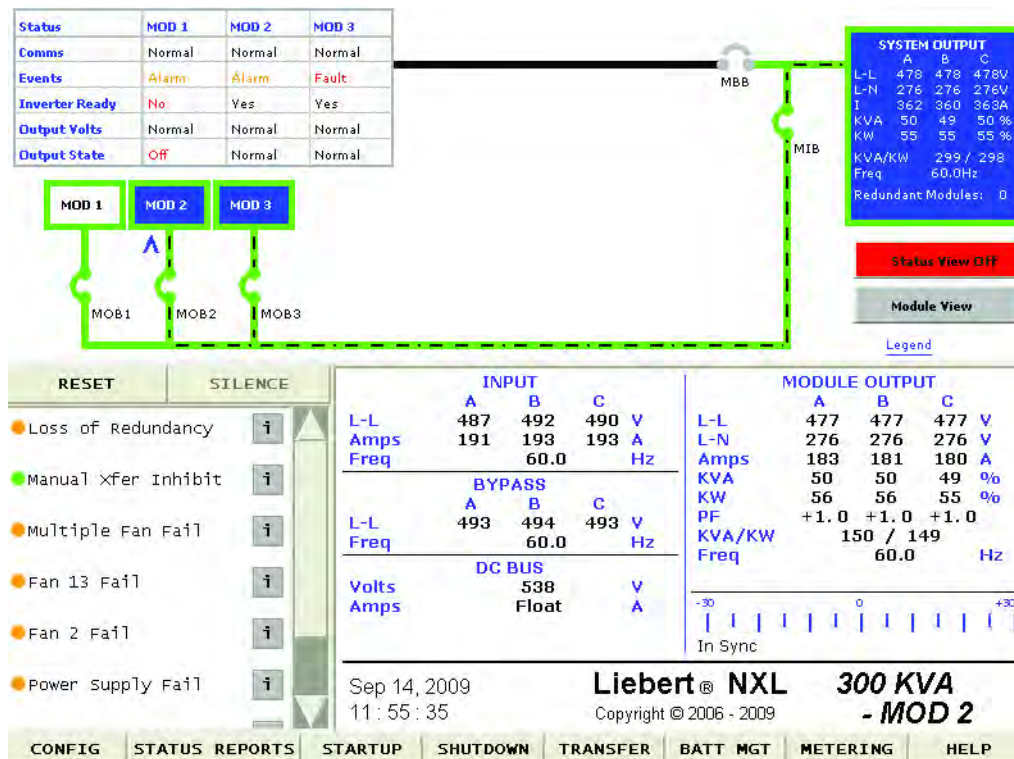 Status MOD 1 MOD 2 MOD 3
Comms Normal Normal Normal
Events Alarm Alarm Fault
Inverter Ready No Yes Yes
Output Volts Normal Normal Normal
Output State Off Normal Normal
MBB
MIB
SYSTEM OUTPUT
A B C
L-L 478 478 478V
L-N 276 276 276V
I 362 360 363A
KVA 50 49 50 %
KW 55 55 55 %
KVA/KW 299 / 298
Freq 60.0Hz
Redundant Modules: 0
MOD 1 MOD 2 MOD 3
MOB1 MOB2 MOB3
Status View Off
Module View
Legend
RESET SILENCE
Loss of Redundancy i
Manual Xfer Inhibit i
Multiple Fan Fail i
Fan 13 Fail i
Fan 2 Fail i
Power Supply Fail i
INPUT
A B C
L-L 487 492 490 V
Amps 191 193 193 A
Freq 60.0 Hz
BYPASS
A B C
L-L 493 494 493 V
Freq 60.0 Hz
DC BUS
Volts 538 V
Amps Float A
MODULE OUTPUT
A B C
L-L 477 477 477 V
L-N 276 276 276 V
Amps 183 181 180 A
KVA 50 50 49 %
KW 56 56 55 %
PF +1.0 +1.0 +1.0
KVA/KW 150 / 149
Freq 60.0 Hz
-30 0 +30
In Sync
Sep 14, 2009
11:55:35
Liebert® NXL
Copyright © 2006 - 2009
300 KVA
- MOD 2
CONFIG STATUS REPORTS STARTUP SHUTDOWN TRANSFER BATT MGT METERING HELP